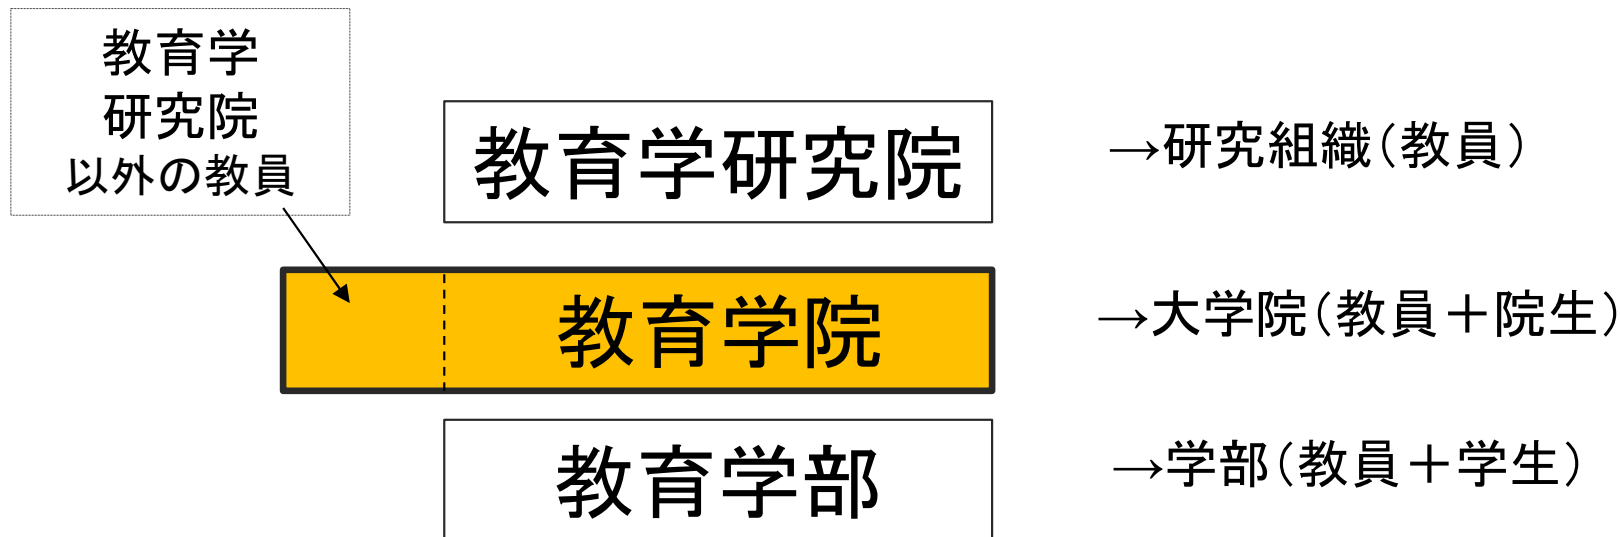 教育学
研究院
以外の教員
教育学研究院
→研究組織(教員)
教育学院
→大学院(教員＋院生)
教育学部
→学部(教員＋学生)